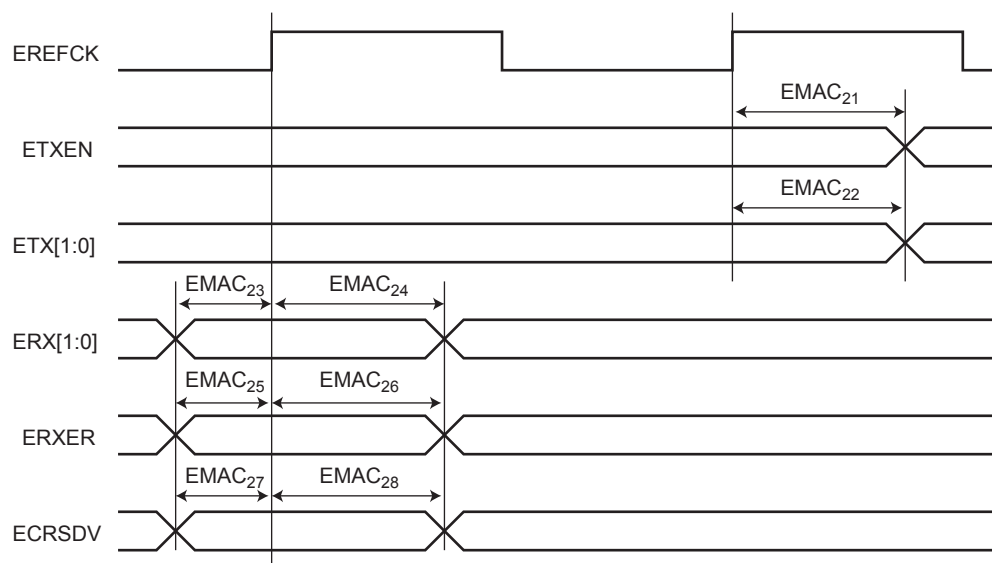 EREFCK
EMAC21
ETXEN
EMAC22
ETX[1:0]
EMAC23 EMAC24
ERX[1:0]
EMAC25 EMAC26
ERXER
EMAC27 EMAC28
ECRSDV